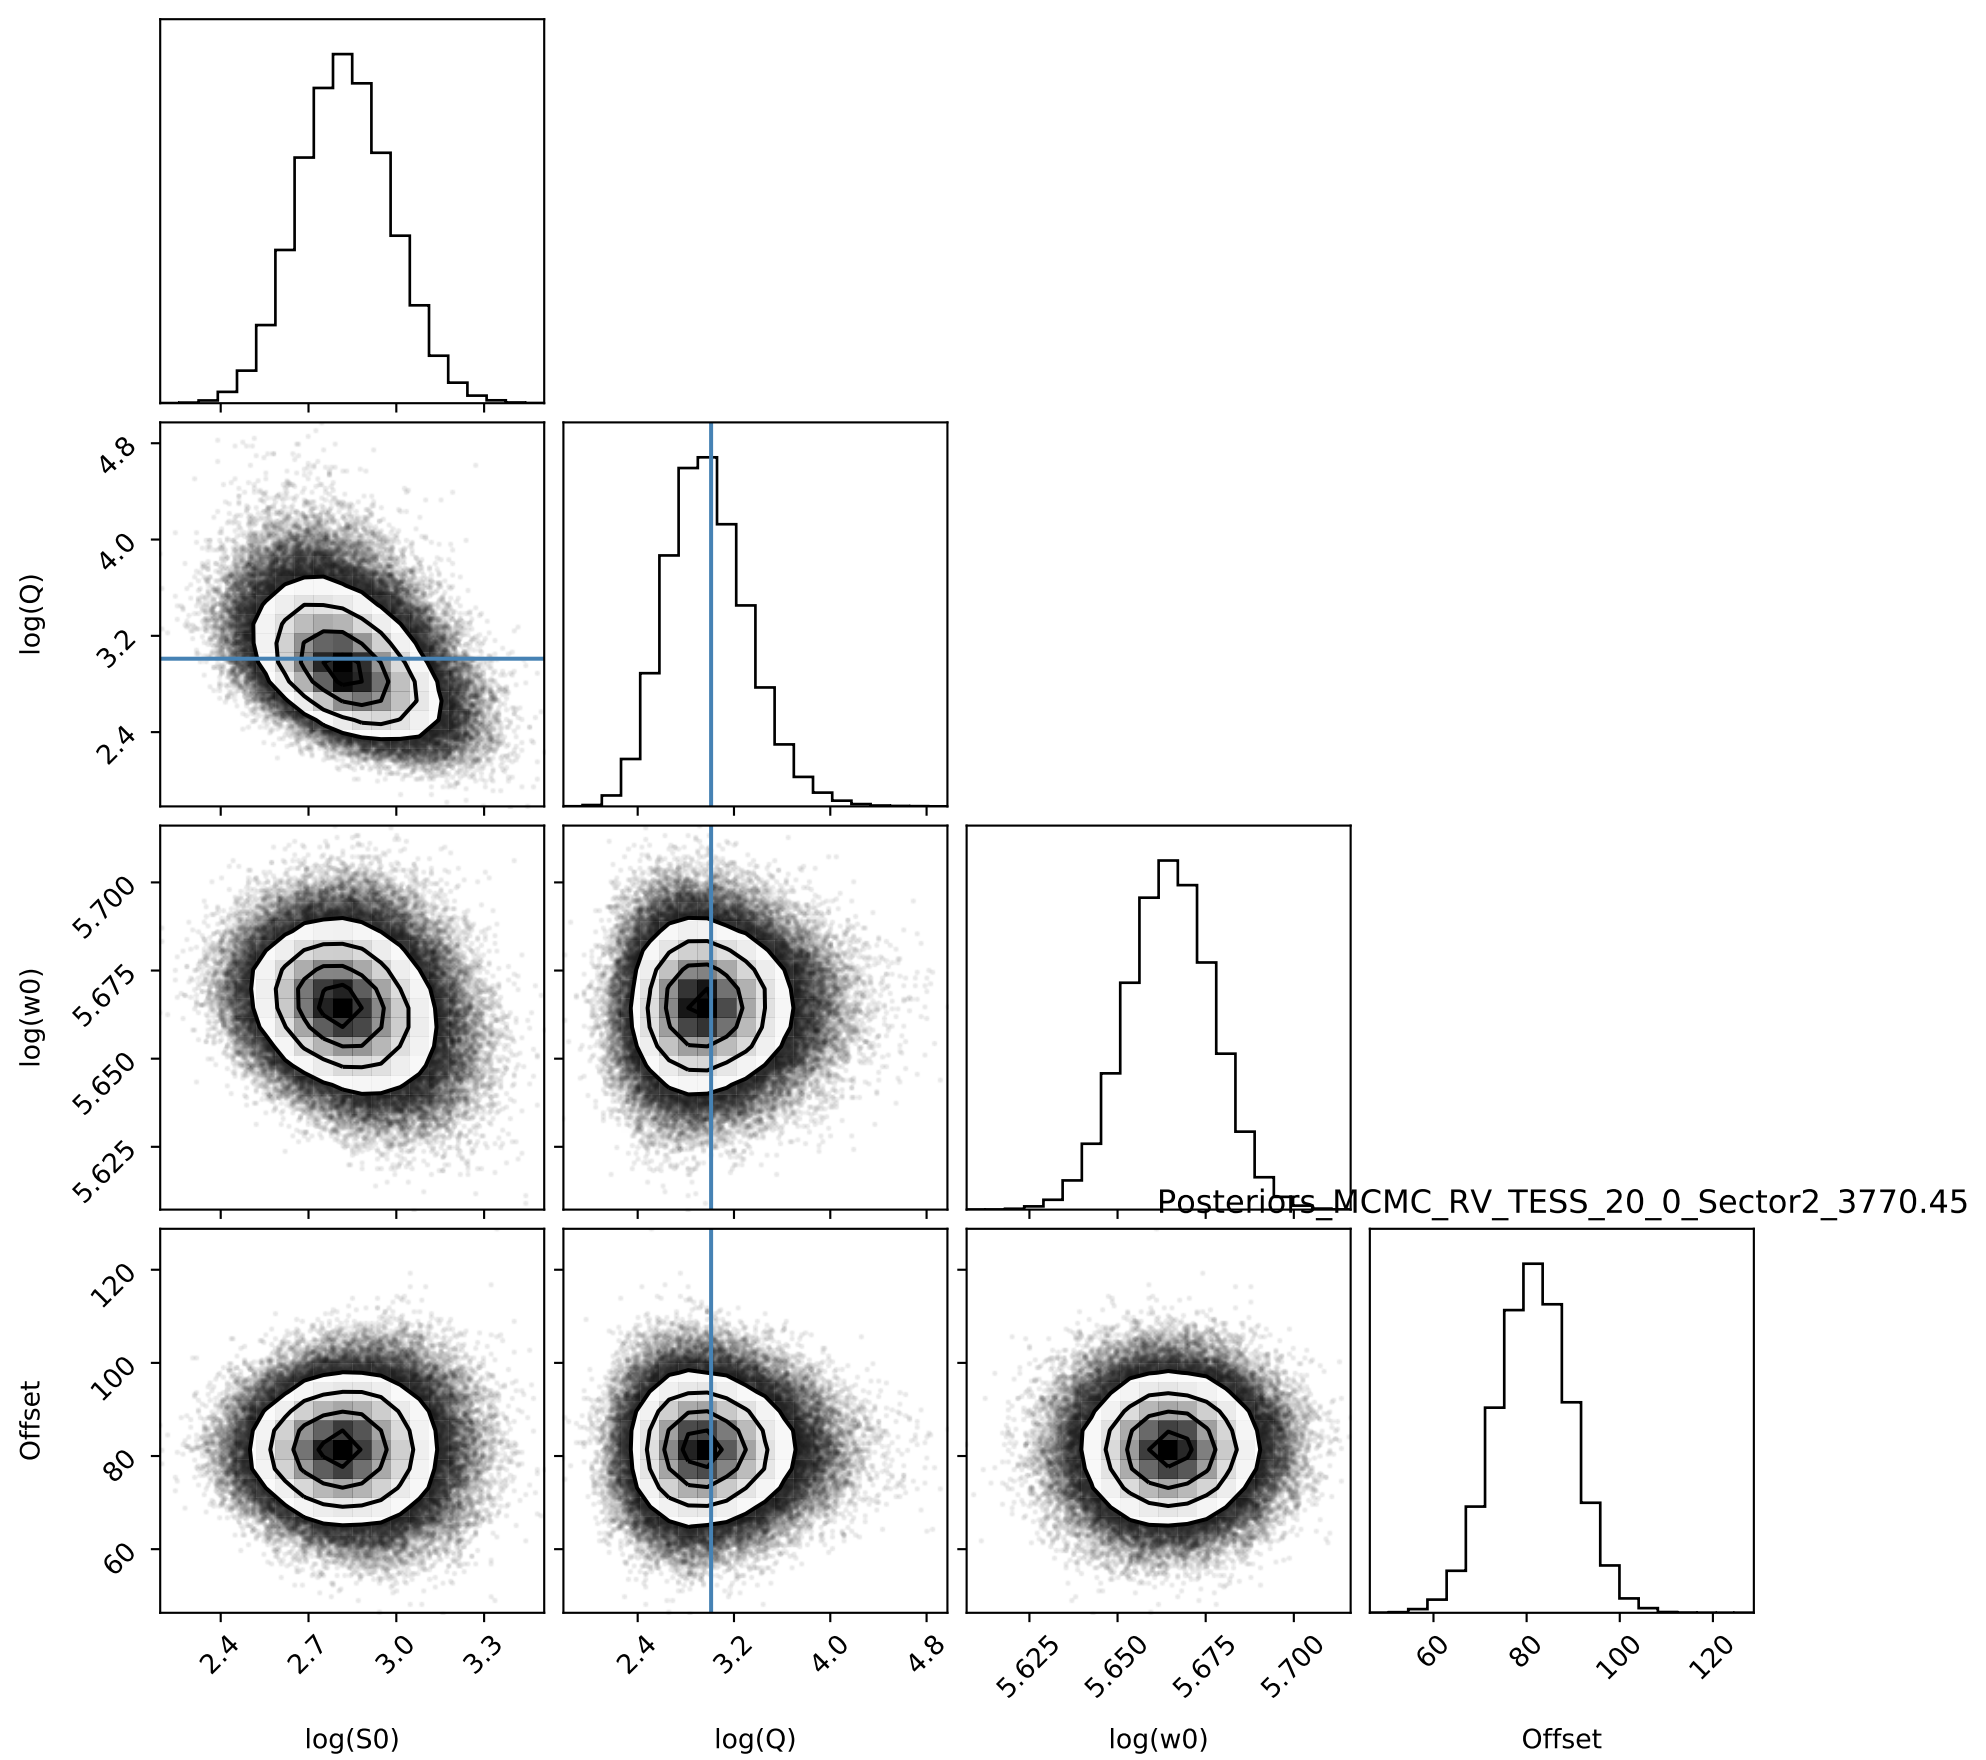 4.8
4.0
3.2
2.4
log(Q)
5.700
5.675
5.650
5.625
log(w0)
Posteriors_MCMC_RV_TESS_20_0_Sector2_3770.45
120
100
80
60
Offset
2.4 2.7 3.0 3.3 2.4 3.2 4.0 4.8 5.625 5.650 5.675 5.700 60 80 100 120
log(S0) log(Q) log(w0) Offset